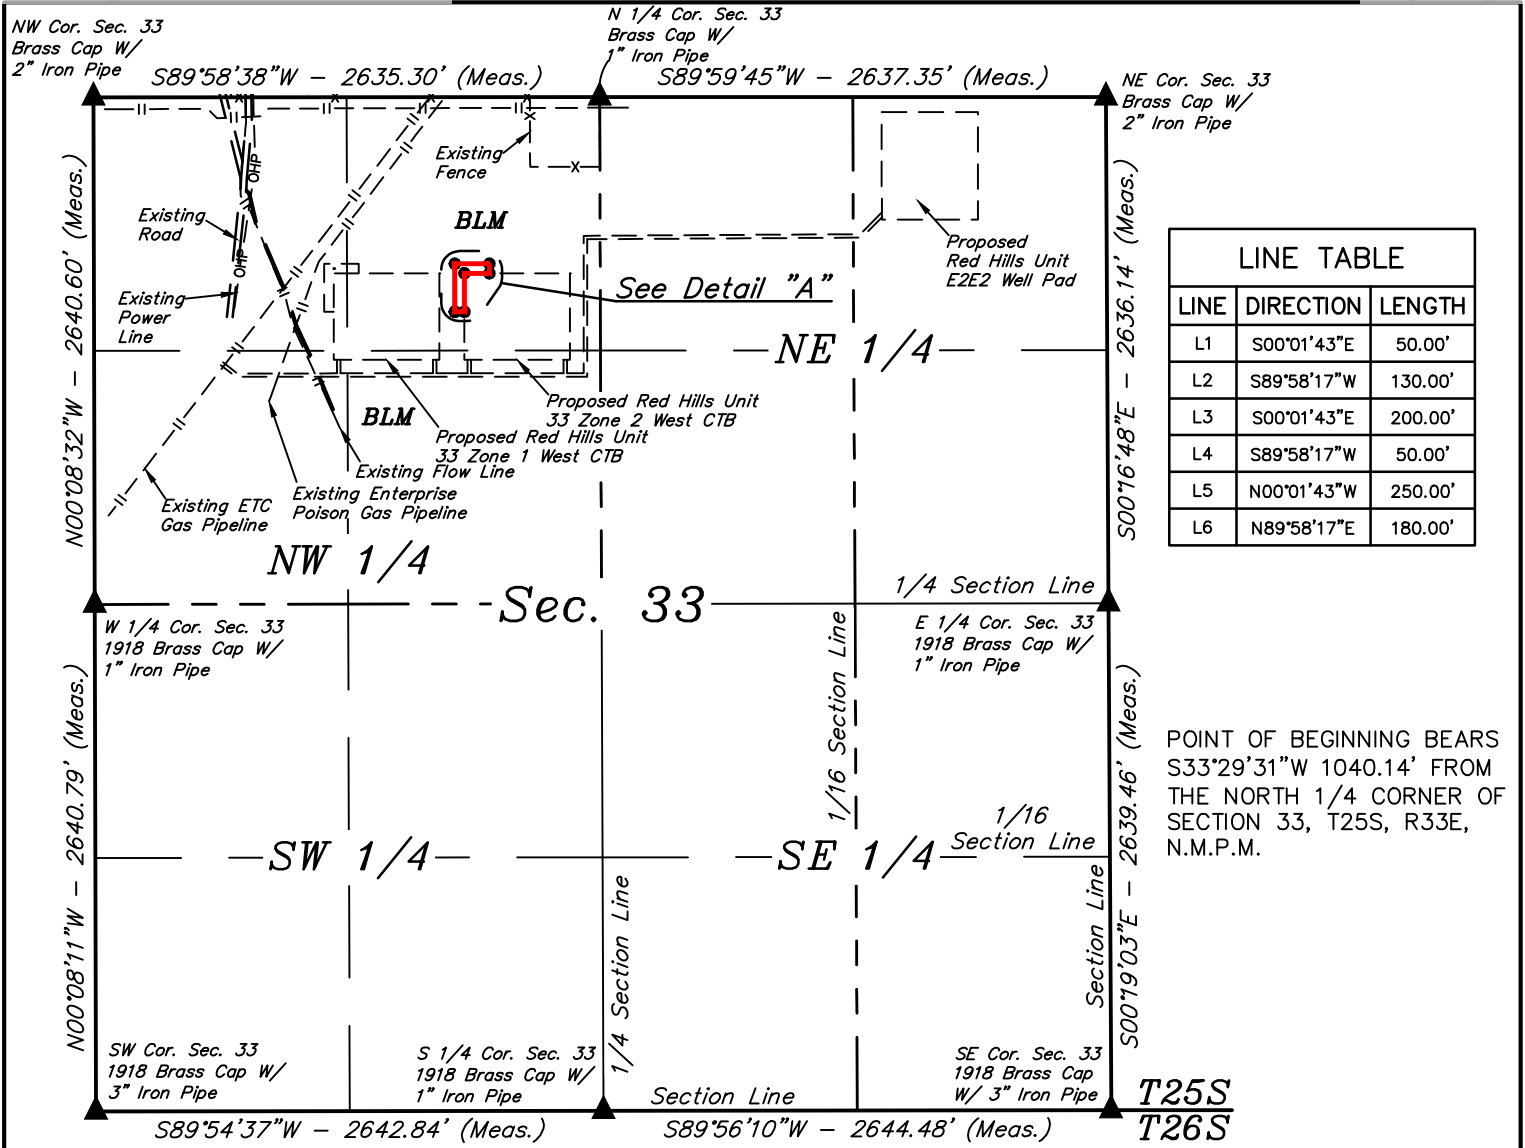 NW Cor. Sec. 33
Brass Cap W/
2" Iron Pipe
N 1/4 Cor. Sec. 33
Brass Cap W/
1" Iron Pipe
S89°58'38"W - 2635.30' (Meas.)
S89°59'45"W - 2637.35' (Meas.)
NE Cor. Sec. 33
Brass Cap W/
2" Iron Pipe
N00°08'32"W - 2640.60' (Meas.)
OHP
Existing
Fence
Existing
Road
BLM
OHP
Proposed
Red Hills Unit
E2E2 Well Pad
S00°16'48"E - 2636.14' (Meas.)
See Detail "A"
Existing
Power
Line
NE 1/4
BLM
Proposed Red Hills Unit
33 Zone 2 West CTB
Proposed Red Hills Unit
33 Zone 1 West CTB
Existing Flow Line
Existing Enterprise
Poison Gas Pipeline
Existing ETC
Gas Pipeline
NW 1/4
LINE TABLE
LINE DIRECTION LENGTH
L1 S00°01'43"E 50.00'
L2 S89°58'17"W 130.00'
L3 S00°01'43"E 200.00'
L4 S89°58'17"W 50.00'
L5 N00°01'43"W 250.00'
L6 N89°58'17"E 180.00'
Sec. 33
1/4 Section Line
W 1/4 Cor. Sec. 33
1918 Brass Cap W/
1" Iron Pipe
E 1/4 Cor. Sec. 33
1918 Brass Cap W/
1" Iron Pipe
1/16 Section Line
N00°08'11"W - 2640.79' (Meas.)
S00°19'03"E - 2639.46' (Meas.)
POINT OF BEGINNING BEARS
S33°29'31"W 1040.14' FROM
THE NORTH 1/4 CORNER OF
SECTION 33, T25S, R33E,
N.M.P.M.
SW 1/4
SE 1/4
1/16
Section Line
1/4 Section Line
Section Line
SW Cor. Sec. 33
1918 Brass Cap W/
3" Iron Pipe
S 1/4 Cor. Sec. 33
1918 Brass Cap W/
1" Iron Pipe
SE Cor. Sec. 33
1918 Brass Cap
W/ 3" Iron Pipe
Section Line
T25S
T26S
S89°54'37"W - 2642.84' (Meas.)
S89°56'10"W - 2644.48' (Meas.)